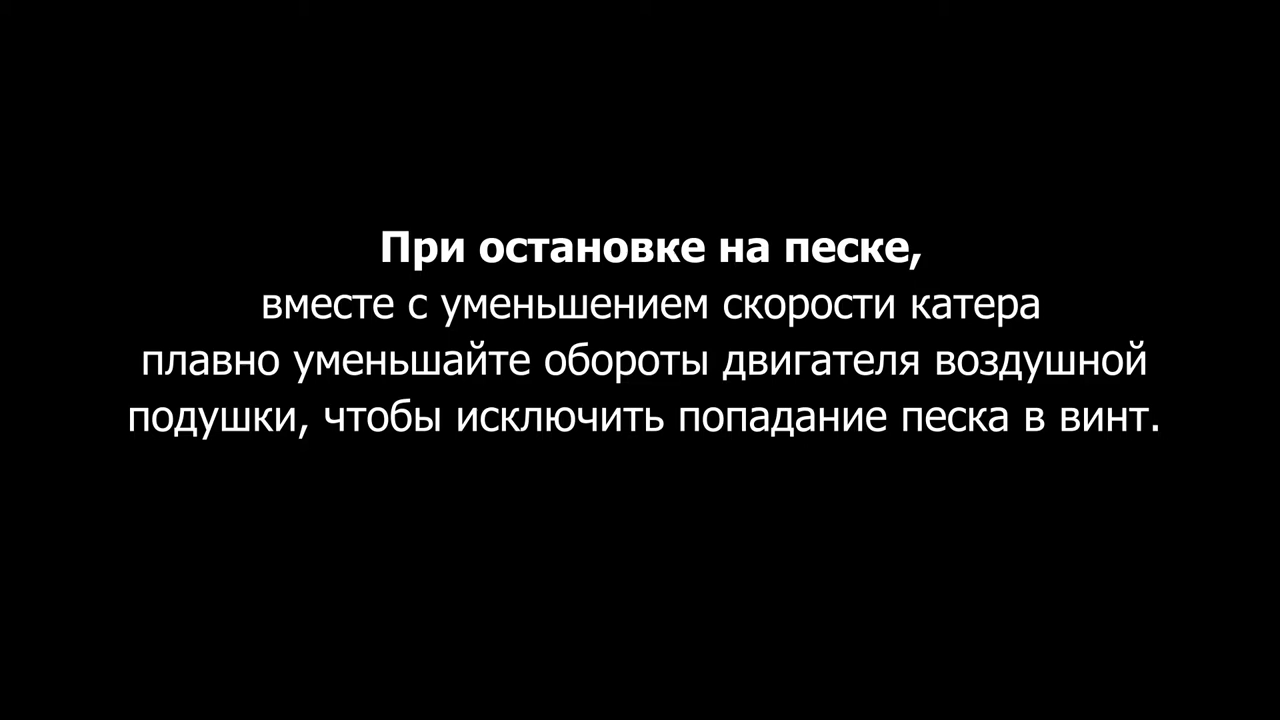 При остановке на песке,
вместе с уменьшением скорости катера
плавно уменьшайте обороты двигателя воздушной
подушки, чтобы исключить попадание песка в винт.